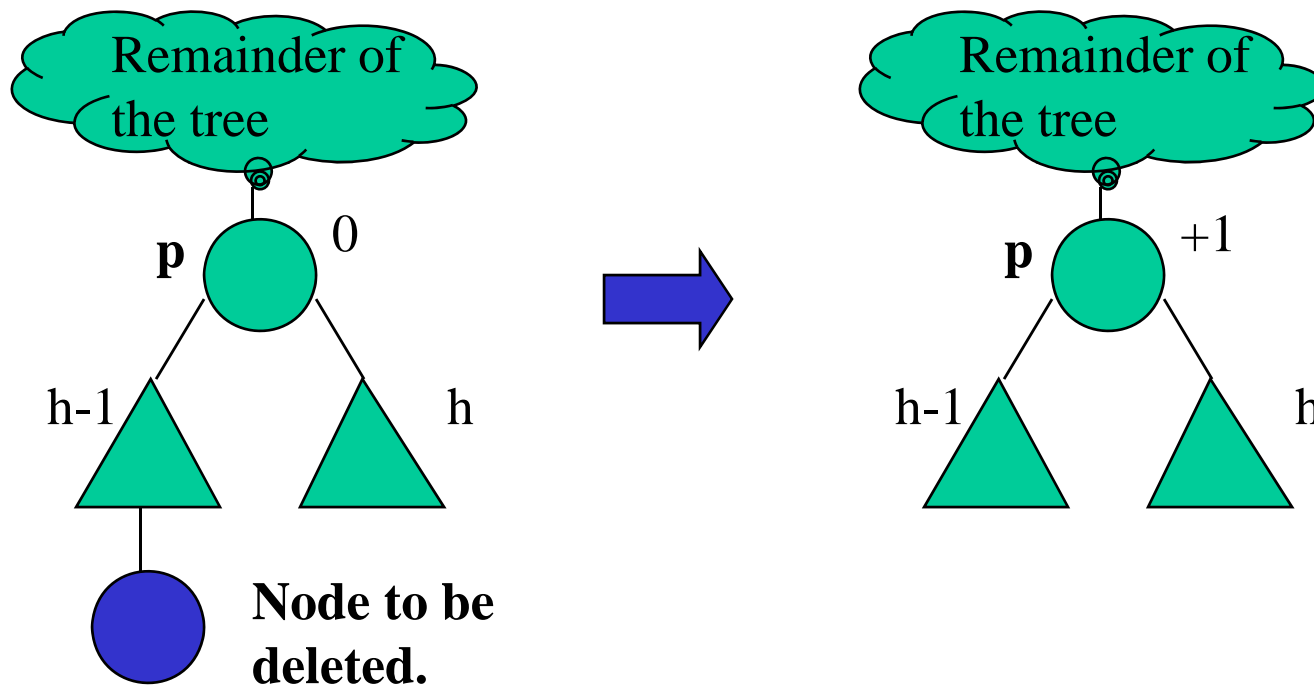 Remainder of
the tree
p
0
h-1
h
Node to be
deleted.
Remainder of
the tree
p
+1
h-1
h